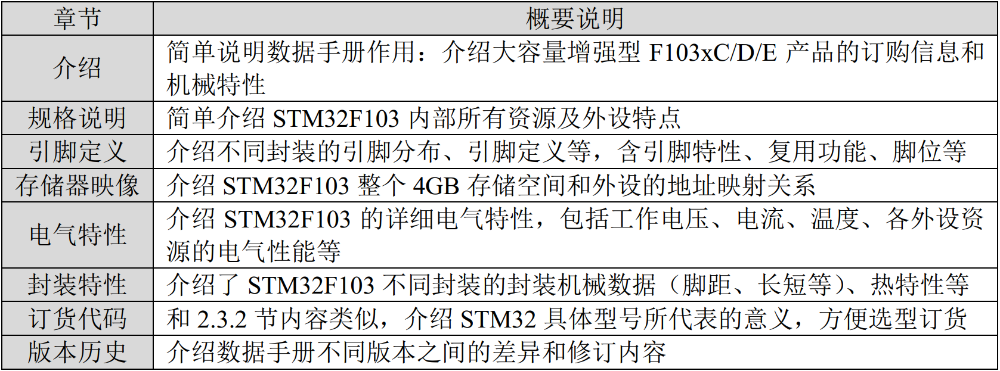 章节
概要说明
介绍
简单说明数据手册作用：介绍大容量增强型 F103xC/D/E 产品的订购信息和
机械特性
规格说明
简单介绍 STM32F103 内部所有资源及外设特点
引脚定义
介绍不同封装的引脚分布、引脚定义等，含引脚特性、复用功能、脚位等
存储器映像
介绍 STM32F103 整个 4GB 存储空间和外设的地址映射关系
电气特性
介绍 STM32F103 的详细电气特性，包括工作电压、电流、温度、各外设资
源的电气性能等
封装特性
介绍了 STM32F103 不同封装的封装机械数据（脚距、长短等）、热特性等
订货代码
和 2.3.2 节内容类似，介绍 STM32 具体型号所代表的意义，方便选型订货
版本历史
介绍数据手册不同版本之间的差异和修订内容